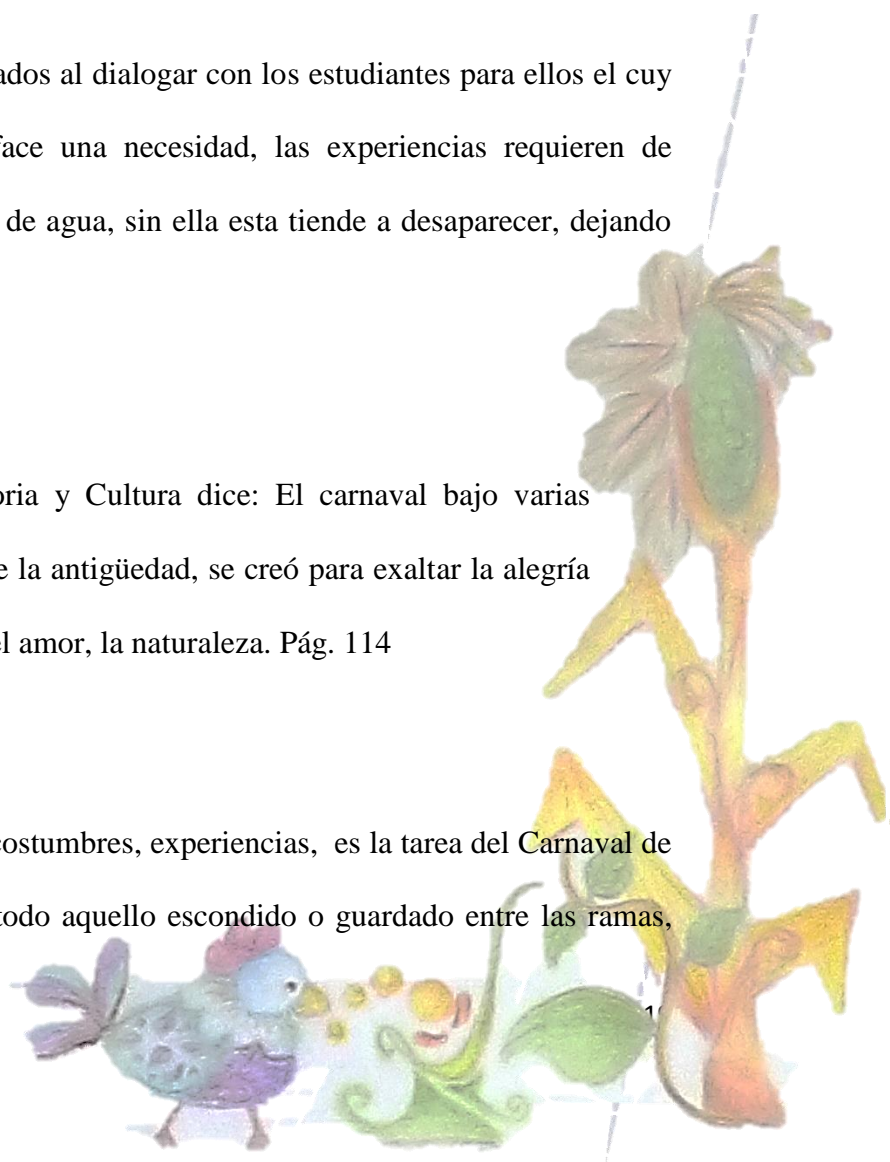 ados al dialogar con los estudiantes para ellos el cuy
face una necesidad, las experiencias requieren de
de agua, sin ella esta tiende a desaparecer, dejando
oria y Cultura dice: El carnaval bajo varias
e la antigüedad, se creó para exaltar la alegría
el amor, la naturaleza. Pág. 114
costumbres, experiencias, es la tarea del Carnaval de
todo aquello escondido o guardado entre las ramas,